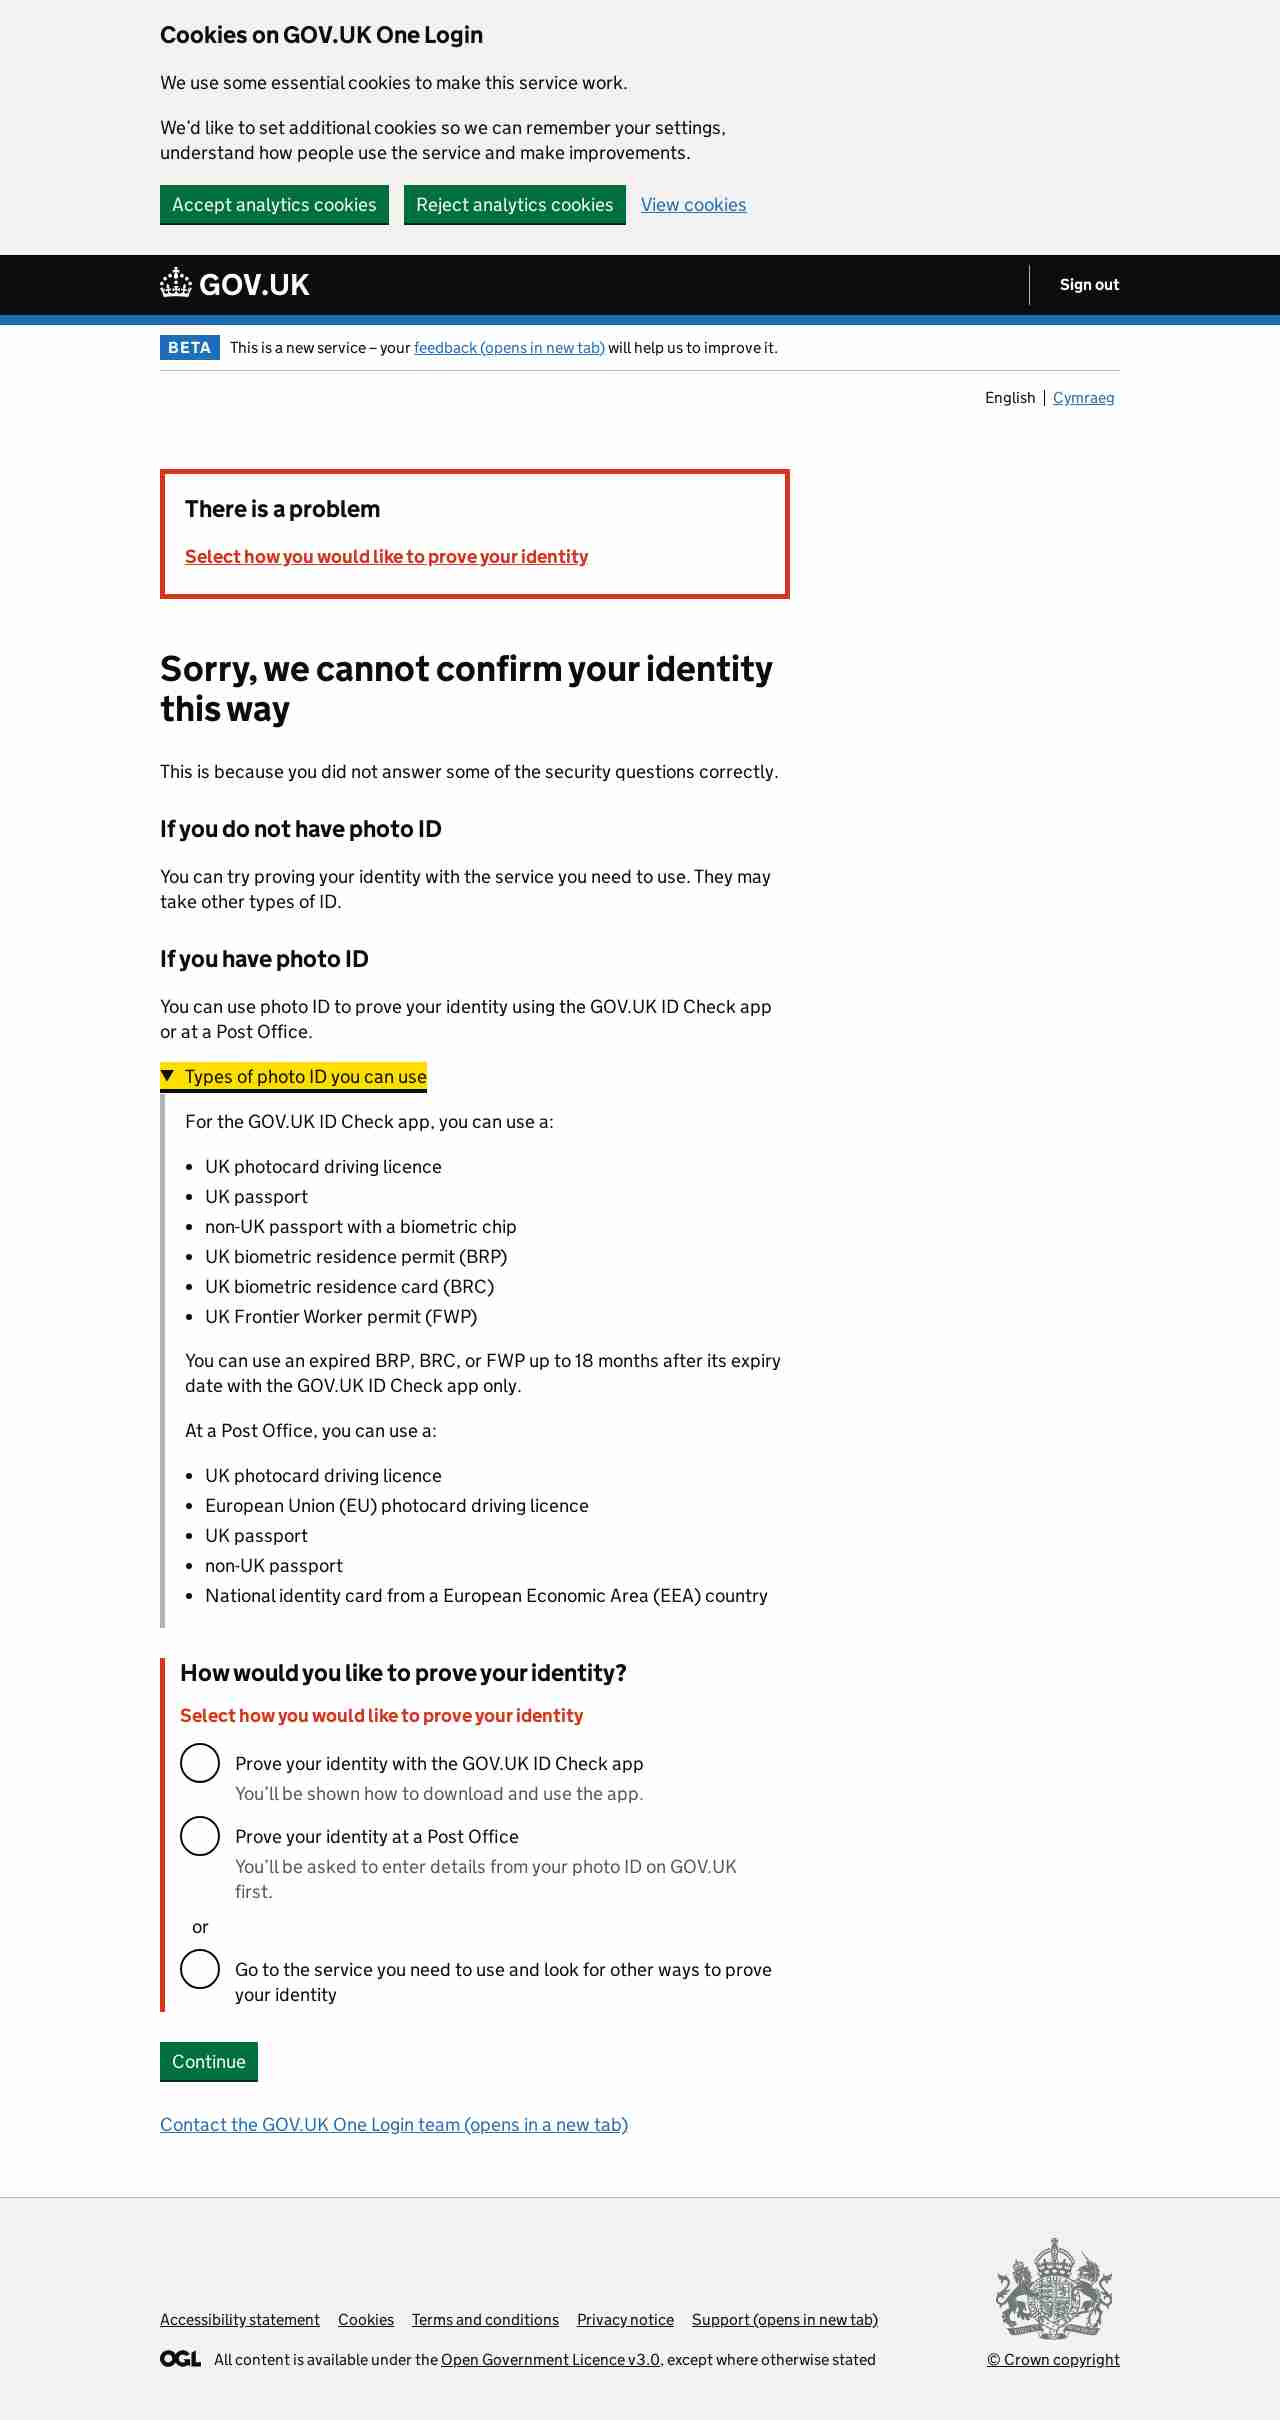 Cookies on GOV.UK One Login
We use some essential cookies to make this service work.
We’d like to set additional cookies so we can remember your settings,
understand how people use the service and make improvements.
Accept analytics cookies Reject analytics cookies View cookies
GOV.UK Sign out
BETA This is a new service – your feedback (opens in new tab) will help us to improve it.
English Cymraeg
There is a problem
Select how you would like to prove your identity
Sorry, we cannot confirm your identity
this way
This is because you did not answer some of the security questions correctly.
If you do not have photo ID
You can try proving your identity with the service you need to use. They may
take other types of ID.
If you have photo ID
You can use photo ID to prove your identity using the GOV.UK ID Check app
or at a Post Office.
Types of photo ID you can use
For the GOV.UK ID Check app, you can use a:
• UK photocard driving licence
• UK passport
• non-UK passport with a biometric chip
• UK biometric residence permit (BRP)
• UK biometric residence card (BRC)
• UK Frontier Worker permit (FWP)
You can use an expired BRP, BRC, or FWP up to 18 months after its expiry
date with the GOV.UK ID Check app only.
At a Post Office, you can use a:
• UK photocard driving licence
• European Union (EU) photocard driving licence
• UK passport
• non-UK passport
• National identity card from a European Economic Area (EEA) country
How would you like to prove your identity?
Select how you would like to prove your identity
Prove your identity with the GOV.UK ID Check app
You’ll be shown how to download and use the app.
Prove your identity at a Post Office
You’ll be asked to enter details from your photo ID on GOV.UK
first.
or
Go to the service you need to use and look for other ways to prove
your identity
Continue
Contact the GOV.UK One Login team (opens in a new tab)
Accessibility statement Cookies Terms and conditions Privacy notice Support (opens in new tab)
OGL All content is available under the Open Government Licence v3.0, except where otherwise stated
© Crown copyright